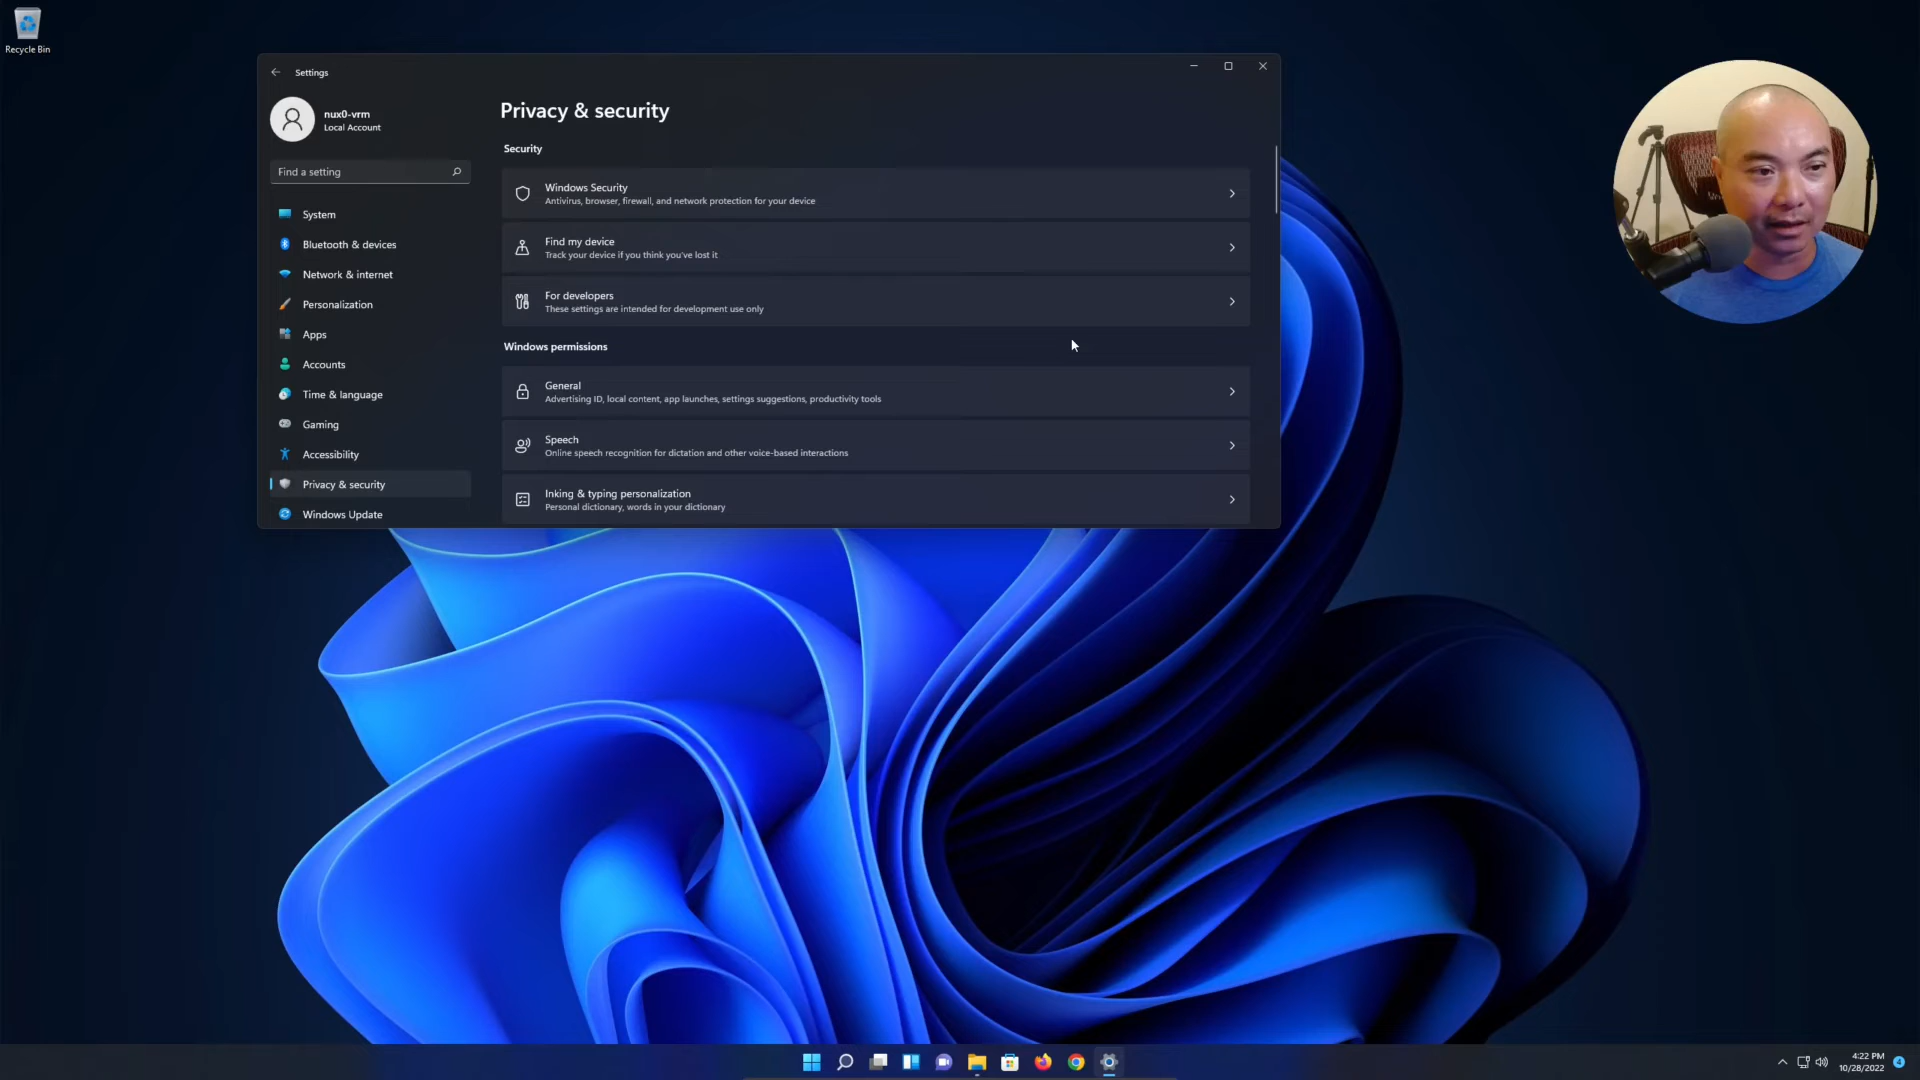 Recycle Bin
Settings
nux0-vrm
Local Account
Find a setting
System
Bluetooth & devices
Network & internet
Personalization
Apps
Accounts
Time & language
Gaming
Accessibility
Privacy & security
Windows Update
Privacy & security
Security
Windows Security
Antivirus, browser, firewall, and network protection for your device
Find my device
Track your device if you think you've lost it
For developers
These settings are intended for development use only
Windows permissions
General
Advertising ID, local content, app launches, settings suggestions, productivity tools
Speech
Online speech recognition for dictation and other voice-based interactions
Inking & typing personalization
Personal dictionary, words in your dictionary
4:22 PM
10/28/2022
4